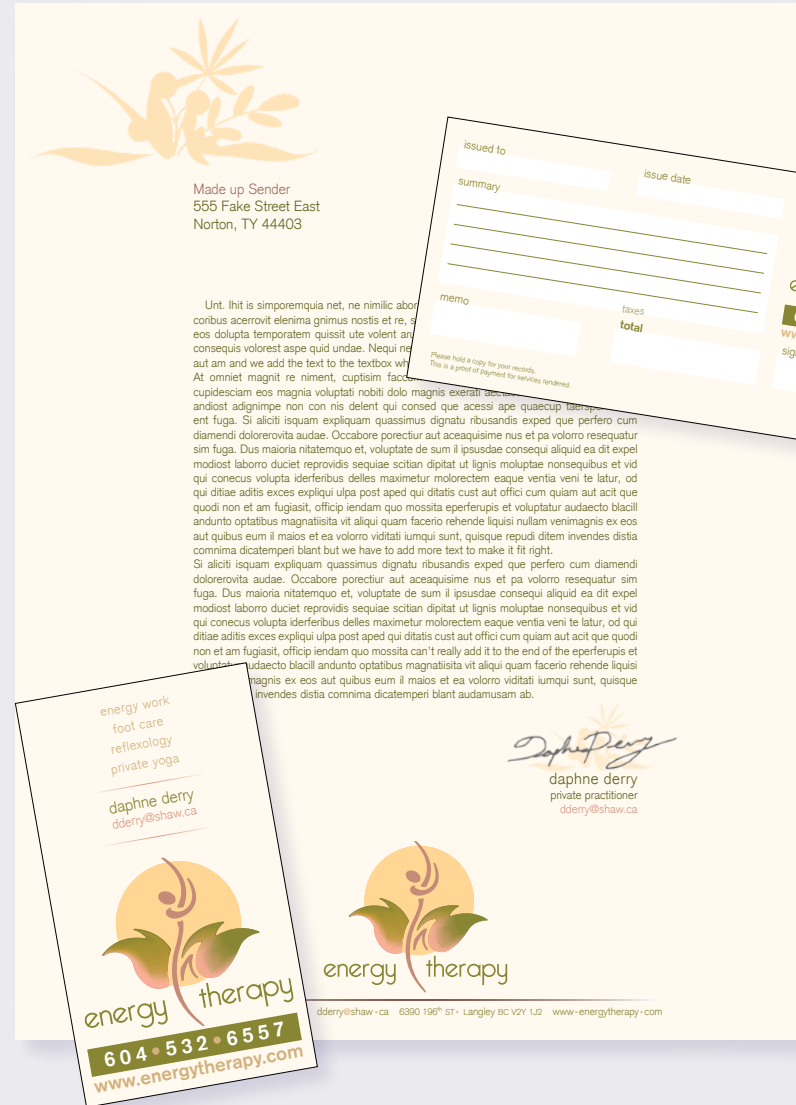 Made up Sender
555 Fake Street East
Norton, TY 44403
issued to
issue date
summary
memo
taxes
total
Please hold a copy for your records.
This is a proof of payment for services rendered.
Unt. Ihit is simporemquia net, ne nimilic
coribus acerrovit elenima gnimus nostis et re,
eos dolupta temporatem quissit ute volent
consequis volorest aspe quid undae. Nequi
aut am and we add the text to the textbox
At omniet magnit re niment, cuptisim
cupidesciam eos magnia voluptati nobiti dolo magnis exerati
andiost adignimpe non con nis delent qui consed que acessi ape quaecup
ent fuga. Si aliciti isquam expliquam quassimus dignatu ribusandis exped que perfero cum
diamendi dolorerovita audae. Occabore porectiur aut aceaquisime nus et pa volorro resequatur
sim fuga. Dus maioria nitatemquo et, voluptate de sum il ipsusdae consequi aliquid ea dit expel
modiost laborro duciet reprovidis sequiae scitian dipitat ut lignis moluptae nonsequibus et vid
qui conecus volupta iderferibus delles maximetur molorectem eaque ventia veni te latur, od
qui ditiae aditis exces expliqui ulpa post aped qui ditatis cust aut offici cum quiam aut acit que
quodi non et am fugiasit, officip iendam quo mossita eperferupis et voluptatur audaecto blacill
andunto optatibus magnatiisita vit aliqui quam facerio rehende liquisi nullam venimagnis ex eos
aut quibus eum il maios et ea volorro viditati iumqui sunt, quisque repudi ditem invendes distia
comnima dicatemperi blant but we have to add more text to make it fit right.
Si aliciti isquam expliquam quassimus dignatu ribusandis exped que perfero cum diamendi
dolorerovita audae. Occabore porectiur aut aceaquisime nus et pa volorro resequatur sim
fuga. Dus maioria nitatemquo et, voluptate de sum il ipsusdae consequi aliquid ea dit expel
modiost laborro duciet reprovidis sequiae scitian dipitat ut lignis moluptae nonsequibus et vid
qui conecus volupta iderferibus delles maximetur molorectem eaque ventia veni te latur, od qui
ditiae aditis exces expliqui ulpa post aped qui ditatis cust aut offici cum quiam aut acit que quodi
non et am fugiasit, officip iendam quo mossita can't really add it to the end of the eperferupis et
audaecto blacill andunto optatibus magnatiisita vit aliqui quam facerio rehende liquisi
magnis ex eos aut quibus eum il maios et ea volorro viditati iumqui sunt, quisque
invendes distia comnima dicatemperi blant audamusam ab.
Daphne Derry
daphne derry
private practitioner
dderry@shaw.ca
energy work
foot care
reflexology
private yoga
daphne derry
dderry@shaw.ca
energy therapy
604•532•6557
www.energytherapy.com
energy therapy
dderry@shaw•ca 6390 196th ST• Langley BC V2Y 1J2 www•energytherapy•com